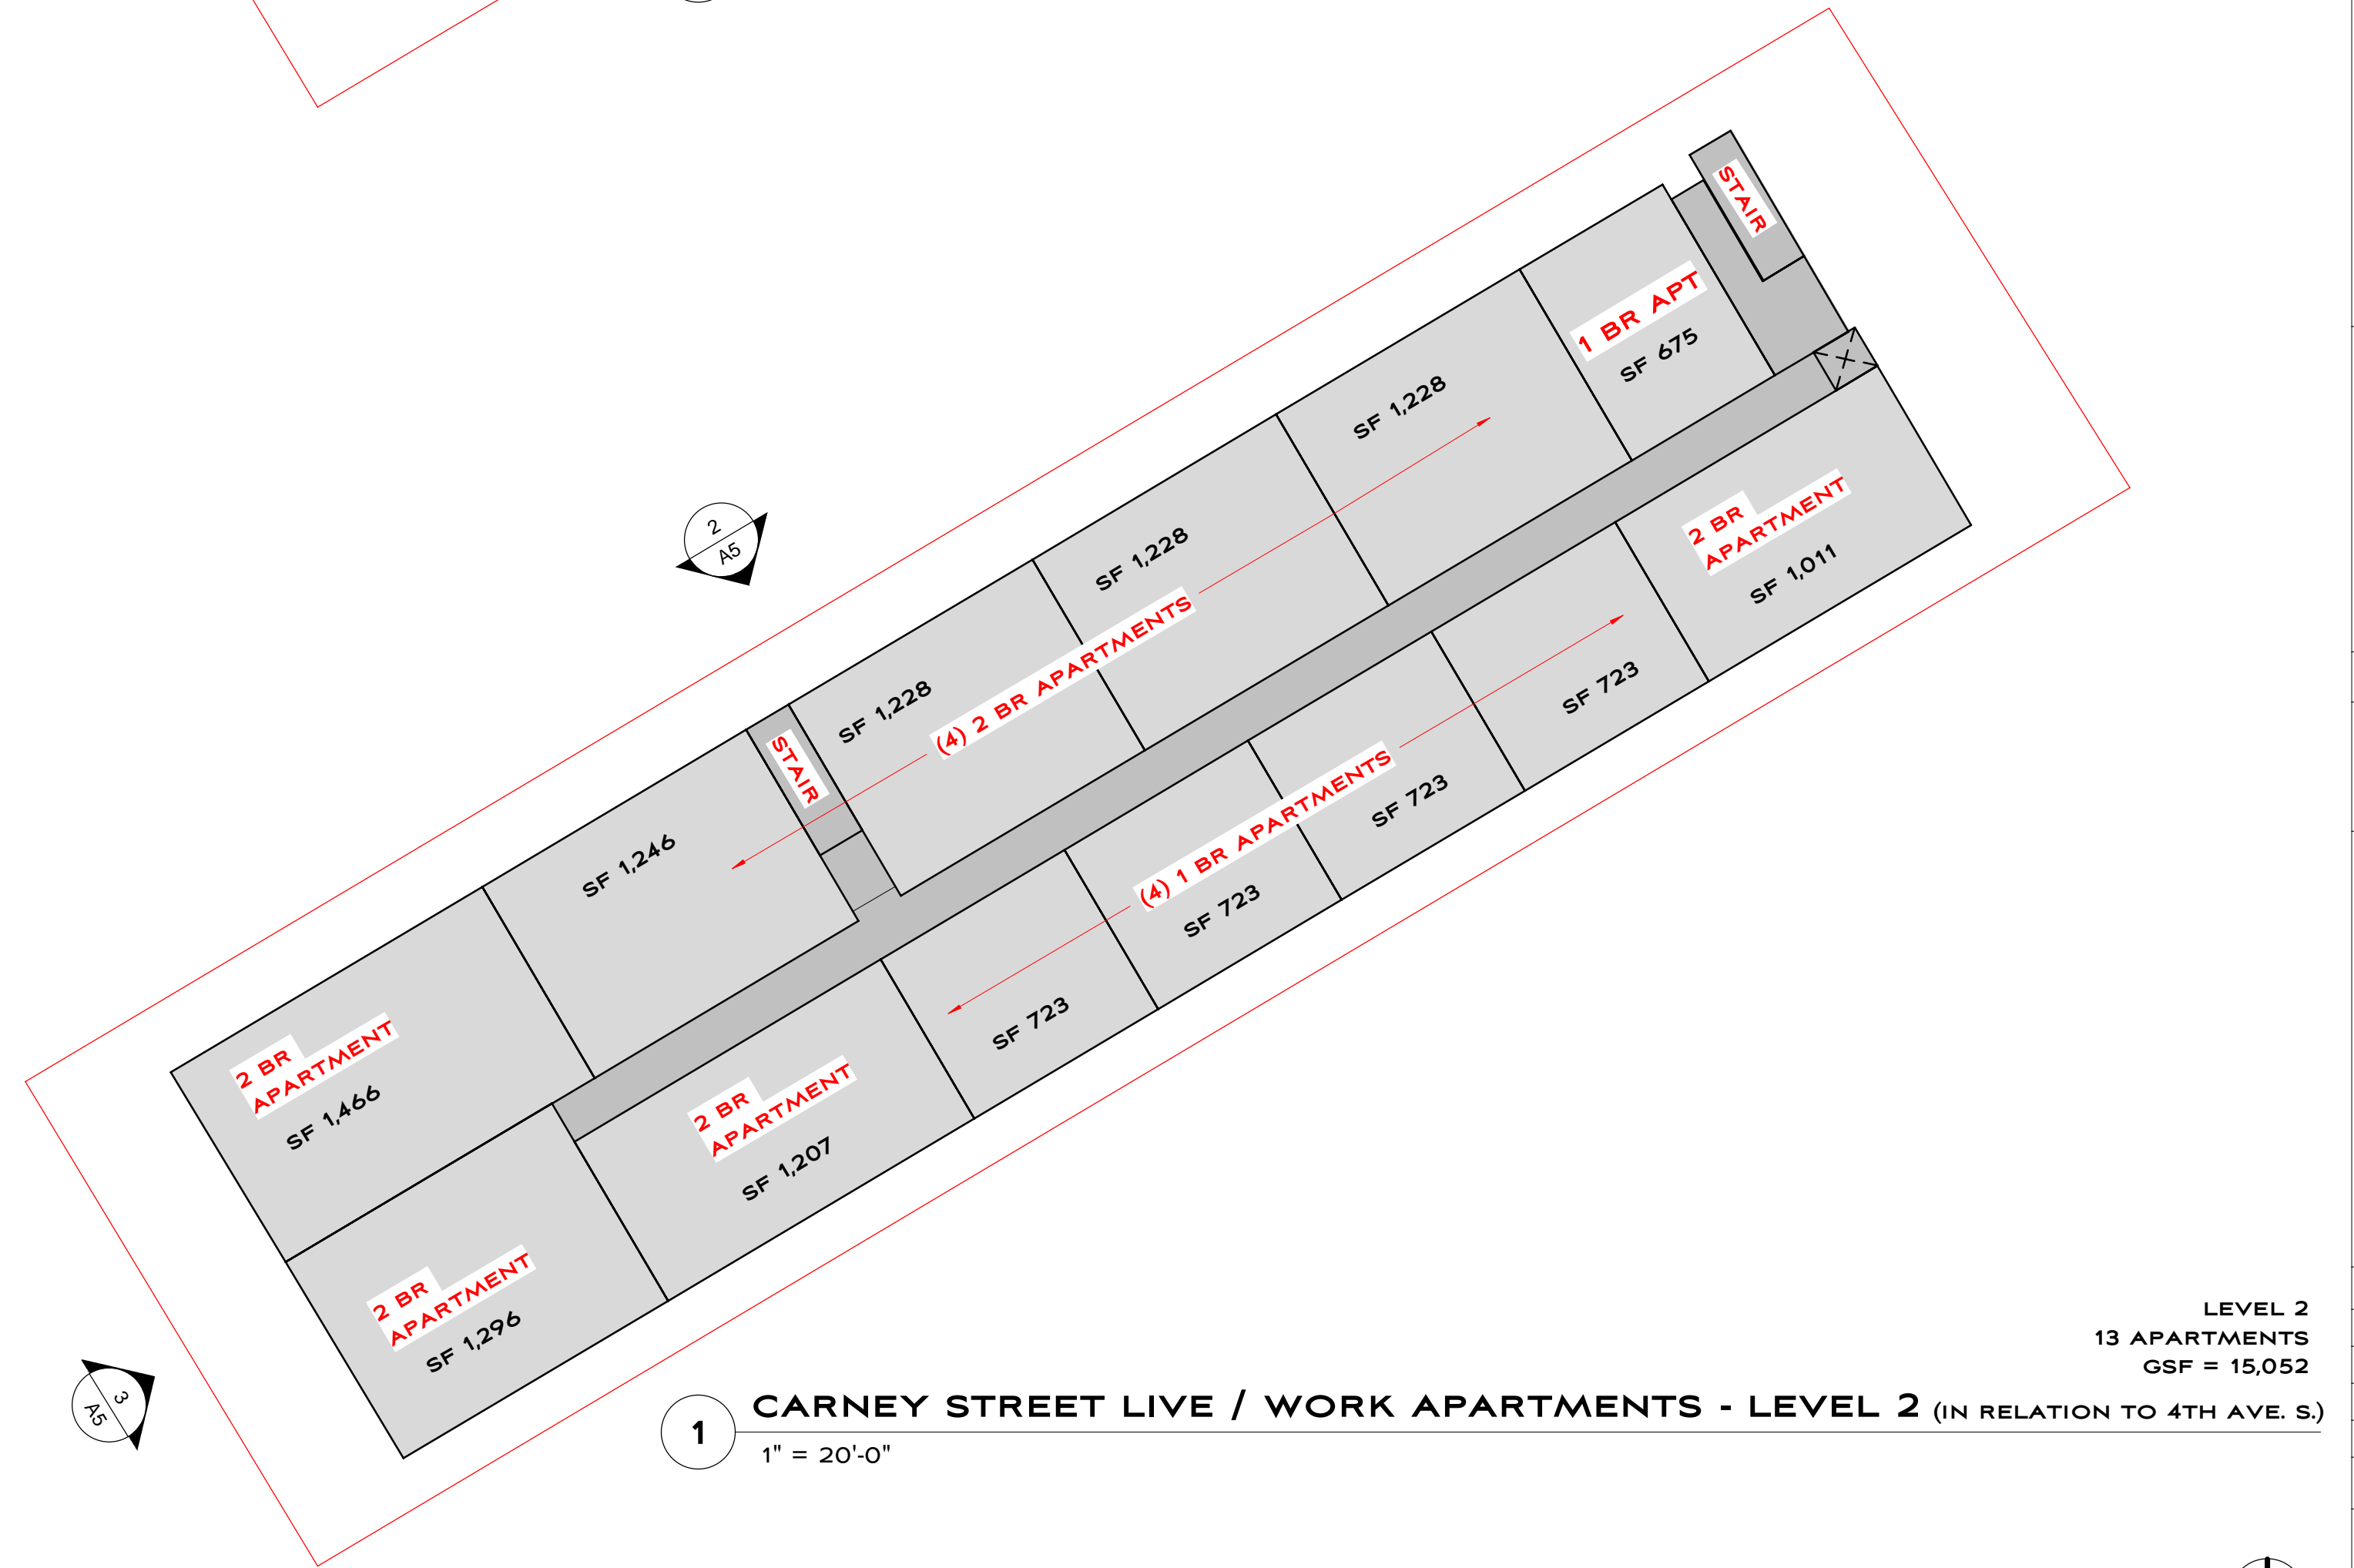 STAIR
1 BR APT
SF 675
SF 1,228
2 BR
APARTMENT
SF 1,011
2
A5
SF 1,228
(4) 2 BR APARTMENTS
SF 1,228
STAIR
SF 723
(4) 1 BR APARTMENTS
SF 723
SF 1,246
SF 723
SF 723
2 BR
APARTMENT
SF 1,466
2 BR
APARTMENT
SF 1,207
2 BR
APARTMENT
SF 1,296
3
A5
LEVEL 2
13 APARTMENTS
GSF = 15,052
1
CARNEY STREET LIVE / WORK APARTMENTS - LEVEL 2 (IN RELATION TO 4TH AVE. S.)
1" = 20'-0"